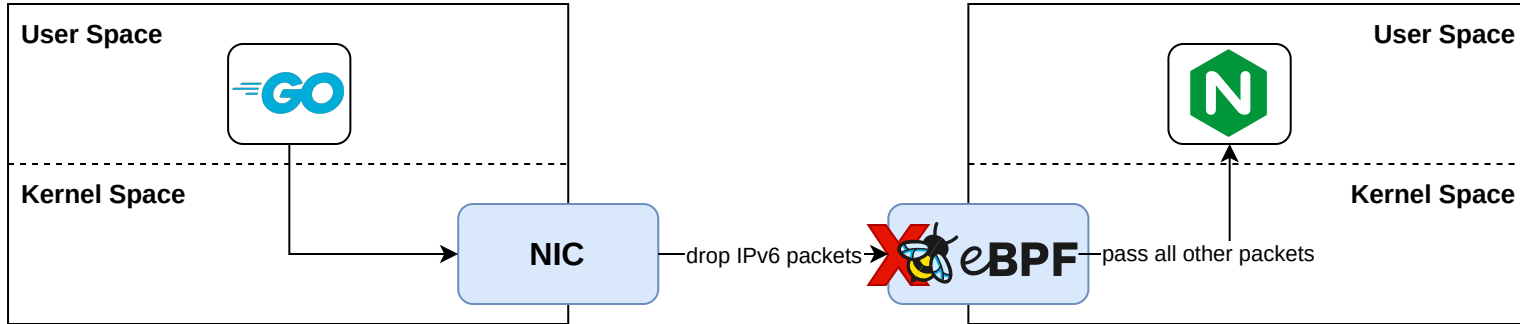 User Space
User Space
GO
N
Kernel Space
Kernel Space
NIC
drop IPv6 packets
X
eBPF
pass all other packets